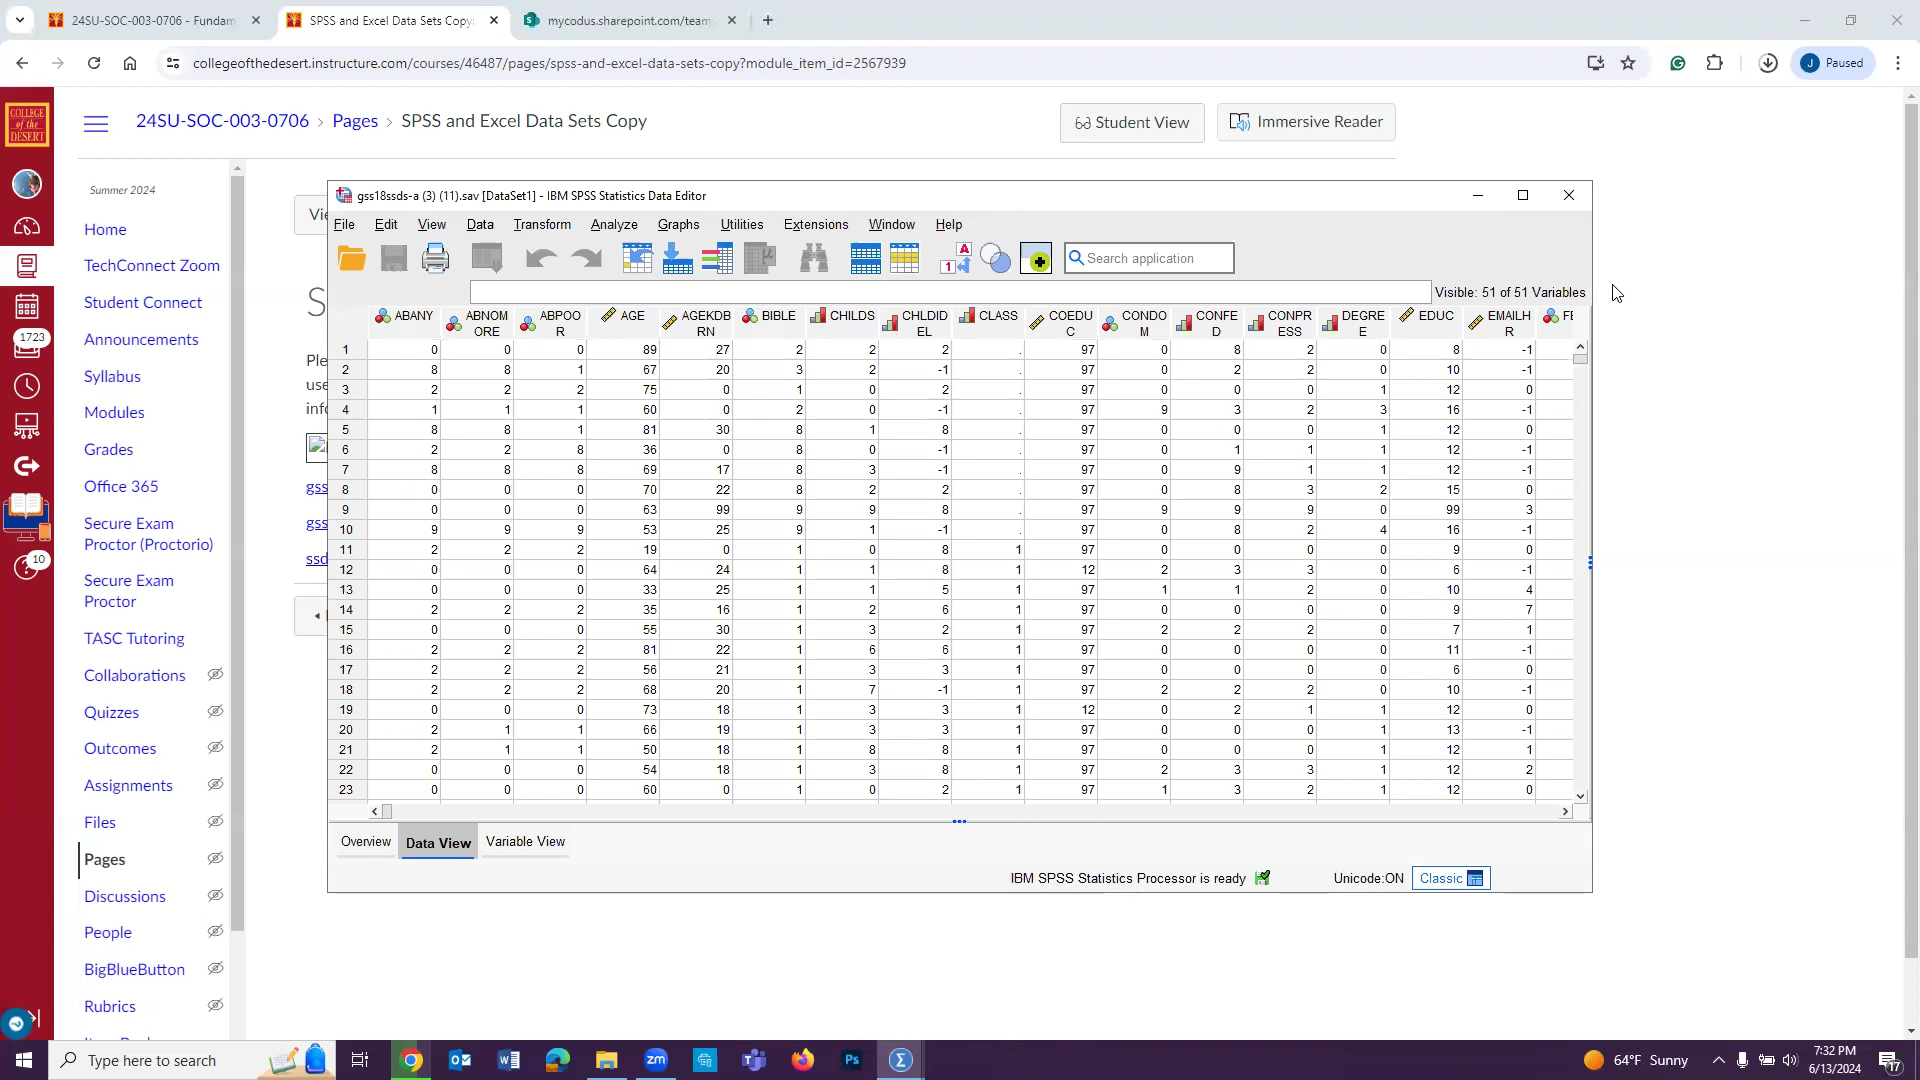 24SU-SOC-003-0706 - Fundam
SPSS and Excel Data Sets Copy:
mycodus.sharepoint.com/team
collegeofthedesert.instructure.com/courses/46487/pages/spss-and-excel-data-sets-copy?module_item_id=2567939
J Paused
COLLEGE of the DESERT
24SU-SOC-003-0706 › Pages › SPSS and Excel Data Sets Copy
Student View
Immersive Reader
Summer 2024
Home
TechConnect Zoom
Student Connect
Announcements
Syllabus
Modules
Grades
Office 365
Secure Exam
Proctor (Proctorio)
Secure Exam
Proctor
TASC Tutoring
Collaborations
Quizzes
Outcomes
Assignments
Files
Pages
Discussions
People
BigBlueButton
Rubrics
1723
10
Vi
S
Ple
use
info
gss
gss
ssd
gss18ssds-a (3) (11).sav [DataSet1] - IBM SPSS Statistics Data Editor
File Edit View Data Transform Analyze Graphs Utilities Extensions Window Help
Search application
Visible: 51 of 51 Variables
ABANY ABNMORE ABPOOR AGE AGEKDBRN BIBLE CHILDS CHLDIDEL CLASS COEDUC CONDOM CONFED CONPRESS DEGREE EDUC EMAILHR FE
1 0 0 0 89 27 2 2 2 . 97 0 8 2 0 8 -1
2 8 8 1 67 20 3 2 -1 . 97 0 2 2 0 10 -1
3 2 2 2 75 0 1 0 2 . 97 0 0 0 1 12 0
4 1 1 1 60 0 2 0 -1 . 97 9 3 2 3 16 -1
5 8 8 1 81 30 8 1 8 . 97 0 0 0 1 12 0
6 2 2 8 36 0 8 0 -1 . 97 0 1 1 1 12 -1
7 8 8 8 69 17 8 3 -1 . 97 0 9 1 1 12 -1
8 0 0 0 70 22 8 2 2 . 97 0 8 3 2 15 0
9 0 0 0 63 99 9 9 8 . 97 9 9 9 0 99 3
10 9 9 9 53 25 9 1 -1 . 97 0 8 2 4 16 -1
11 2 2 2 19 0 1 0 8 1 97 0 0 0 0 9 0
12 0 0 0 64 24 1 1 8 1 12 2 3 3 0 6 -1
13 0 0 0 33 25 1 1 5 1 97 1 1 2 0 10 4
14 2 2 2 35 16 1 2 6 1 97 0 0 0 0 9 7
15 0 0 0 55 30 1 3 2 1 97 2 2 2 0 7 1
16 2 2 2 81 22 1 6 6 1 97 0 0 0 0 11 -1
17 2 2 2 56 21 1 3 3 1 97 0 0 0 0 6 0
18 2 2 2 68 20 1 7 -1 1 97 2 2 2 0 10 -1
19 0 0 0 73 18 1 3 3 1 12 0 2 1 1 12 0
20 2 1 1 66 19 1 3 3 1 97 0 0 0 1 13 -1
21 2 1 1 50 18 1 8 8 1 97 0 0 0 1 12 1
22 0 0 0 54 18 1 3 8 1 97 2 3 3 1 12 2
23 0 0 0 60 0 1 0 2 1 97 1 3 2 1 12 0
Overview Data View Variable View
IBM SPSS Statistics Processor is ready
Unicode:ON
Classic
Type here to search
zm
Ps
64°F Sunny
7:32 PM
6/13/2024
17